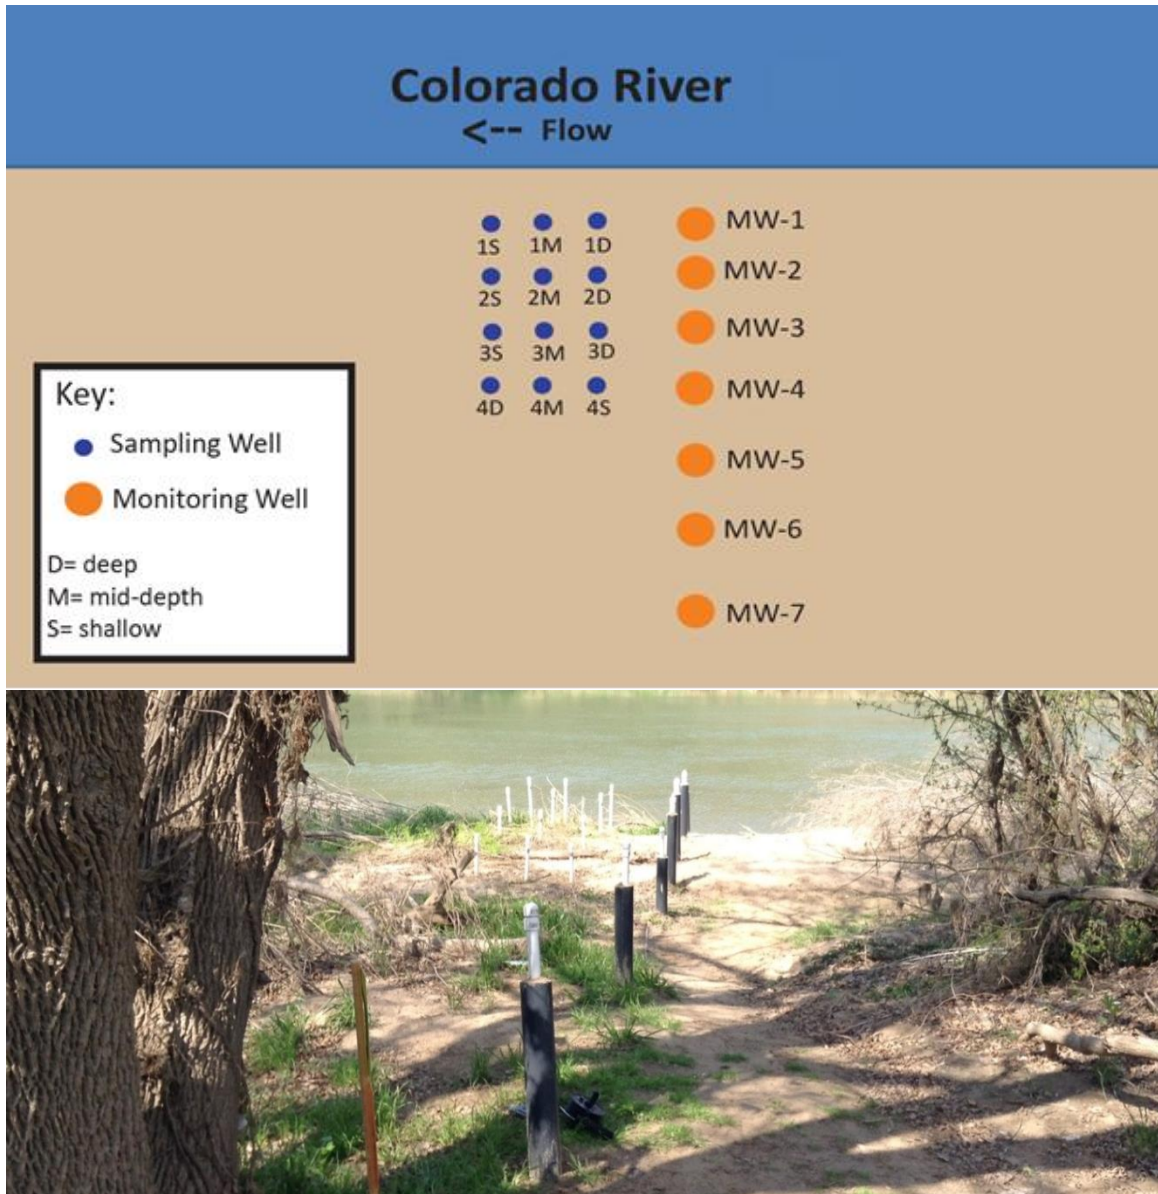 Colorado River
<-- Flow
1S 1M 1D
MW-1
2S 2M 2D
MW-2
3S 3M 3D
MW-3
4D 4M 4S
MW-4
MW-5
MW-6
MW-7
Key:
Sampling Well
Monitoring Well
D= deep
M= mid-depth
S= shallow